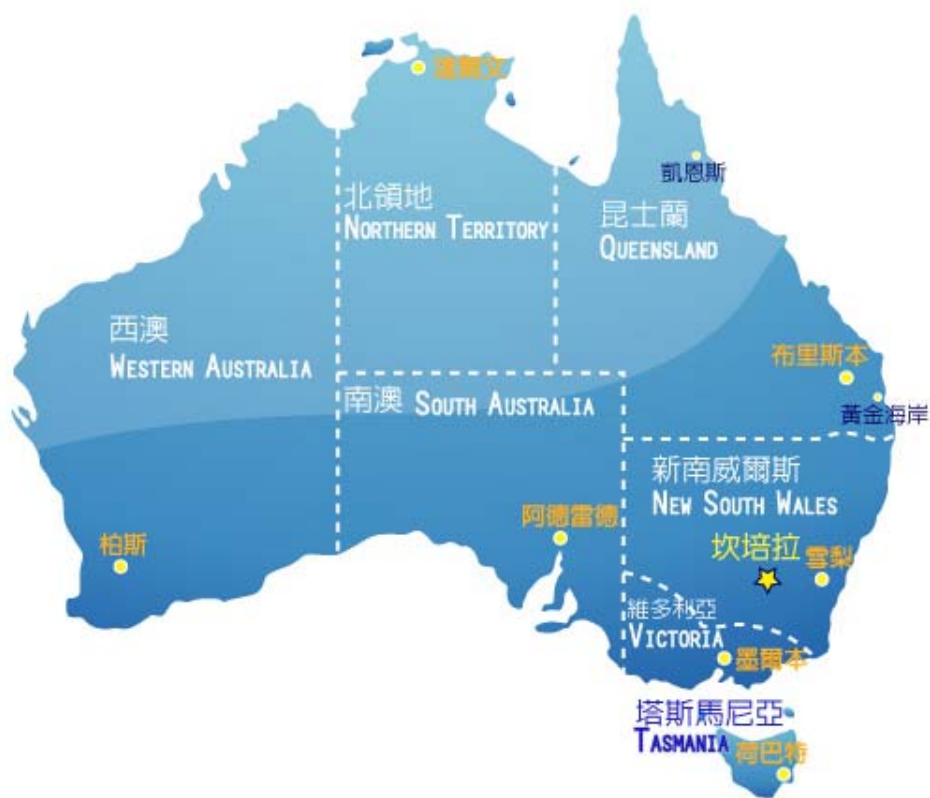 達爾文
凱恩斯
北領地
NORTHERN TERRITORY
昆士蘭
QUEENSLAND
西澳
WESTERN AUSTRALIA
布里斯本
南澳 SOUTH AUSTRALIA
黃金海岸
新南威爾斯
NEW SOUTH WALES
阿德雷德
柏斯
坎培拉
雪梨
維多利亞
VICTORIA
墨爾本
塔斯馬尼亞
TASMANIA
荷巴特